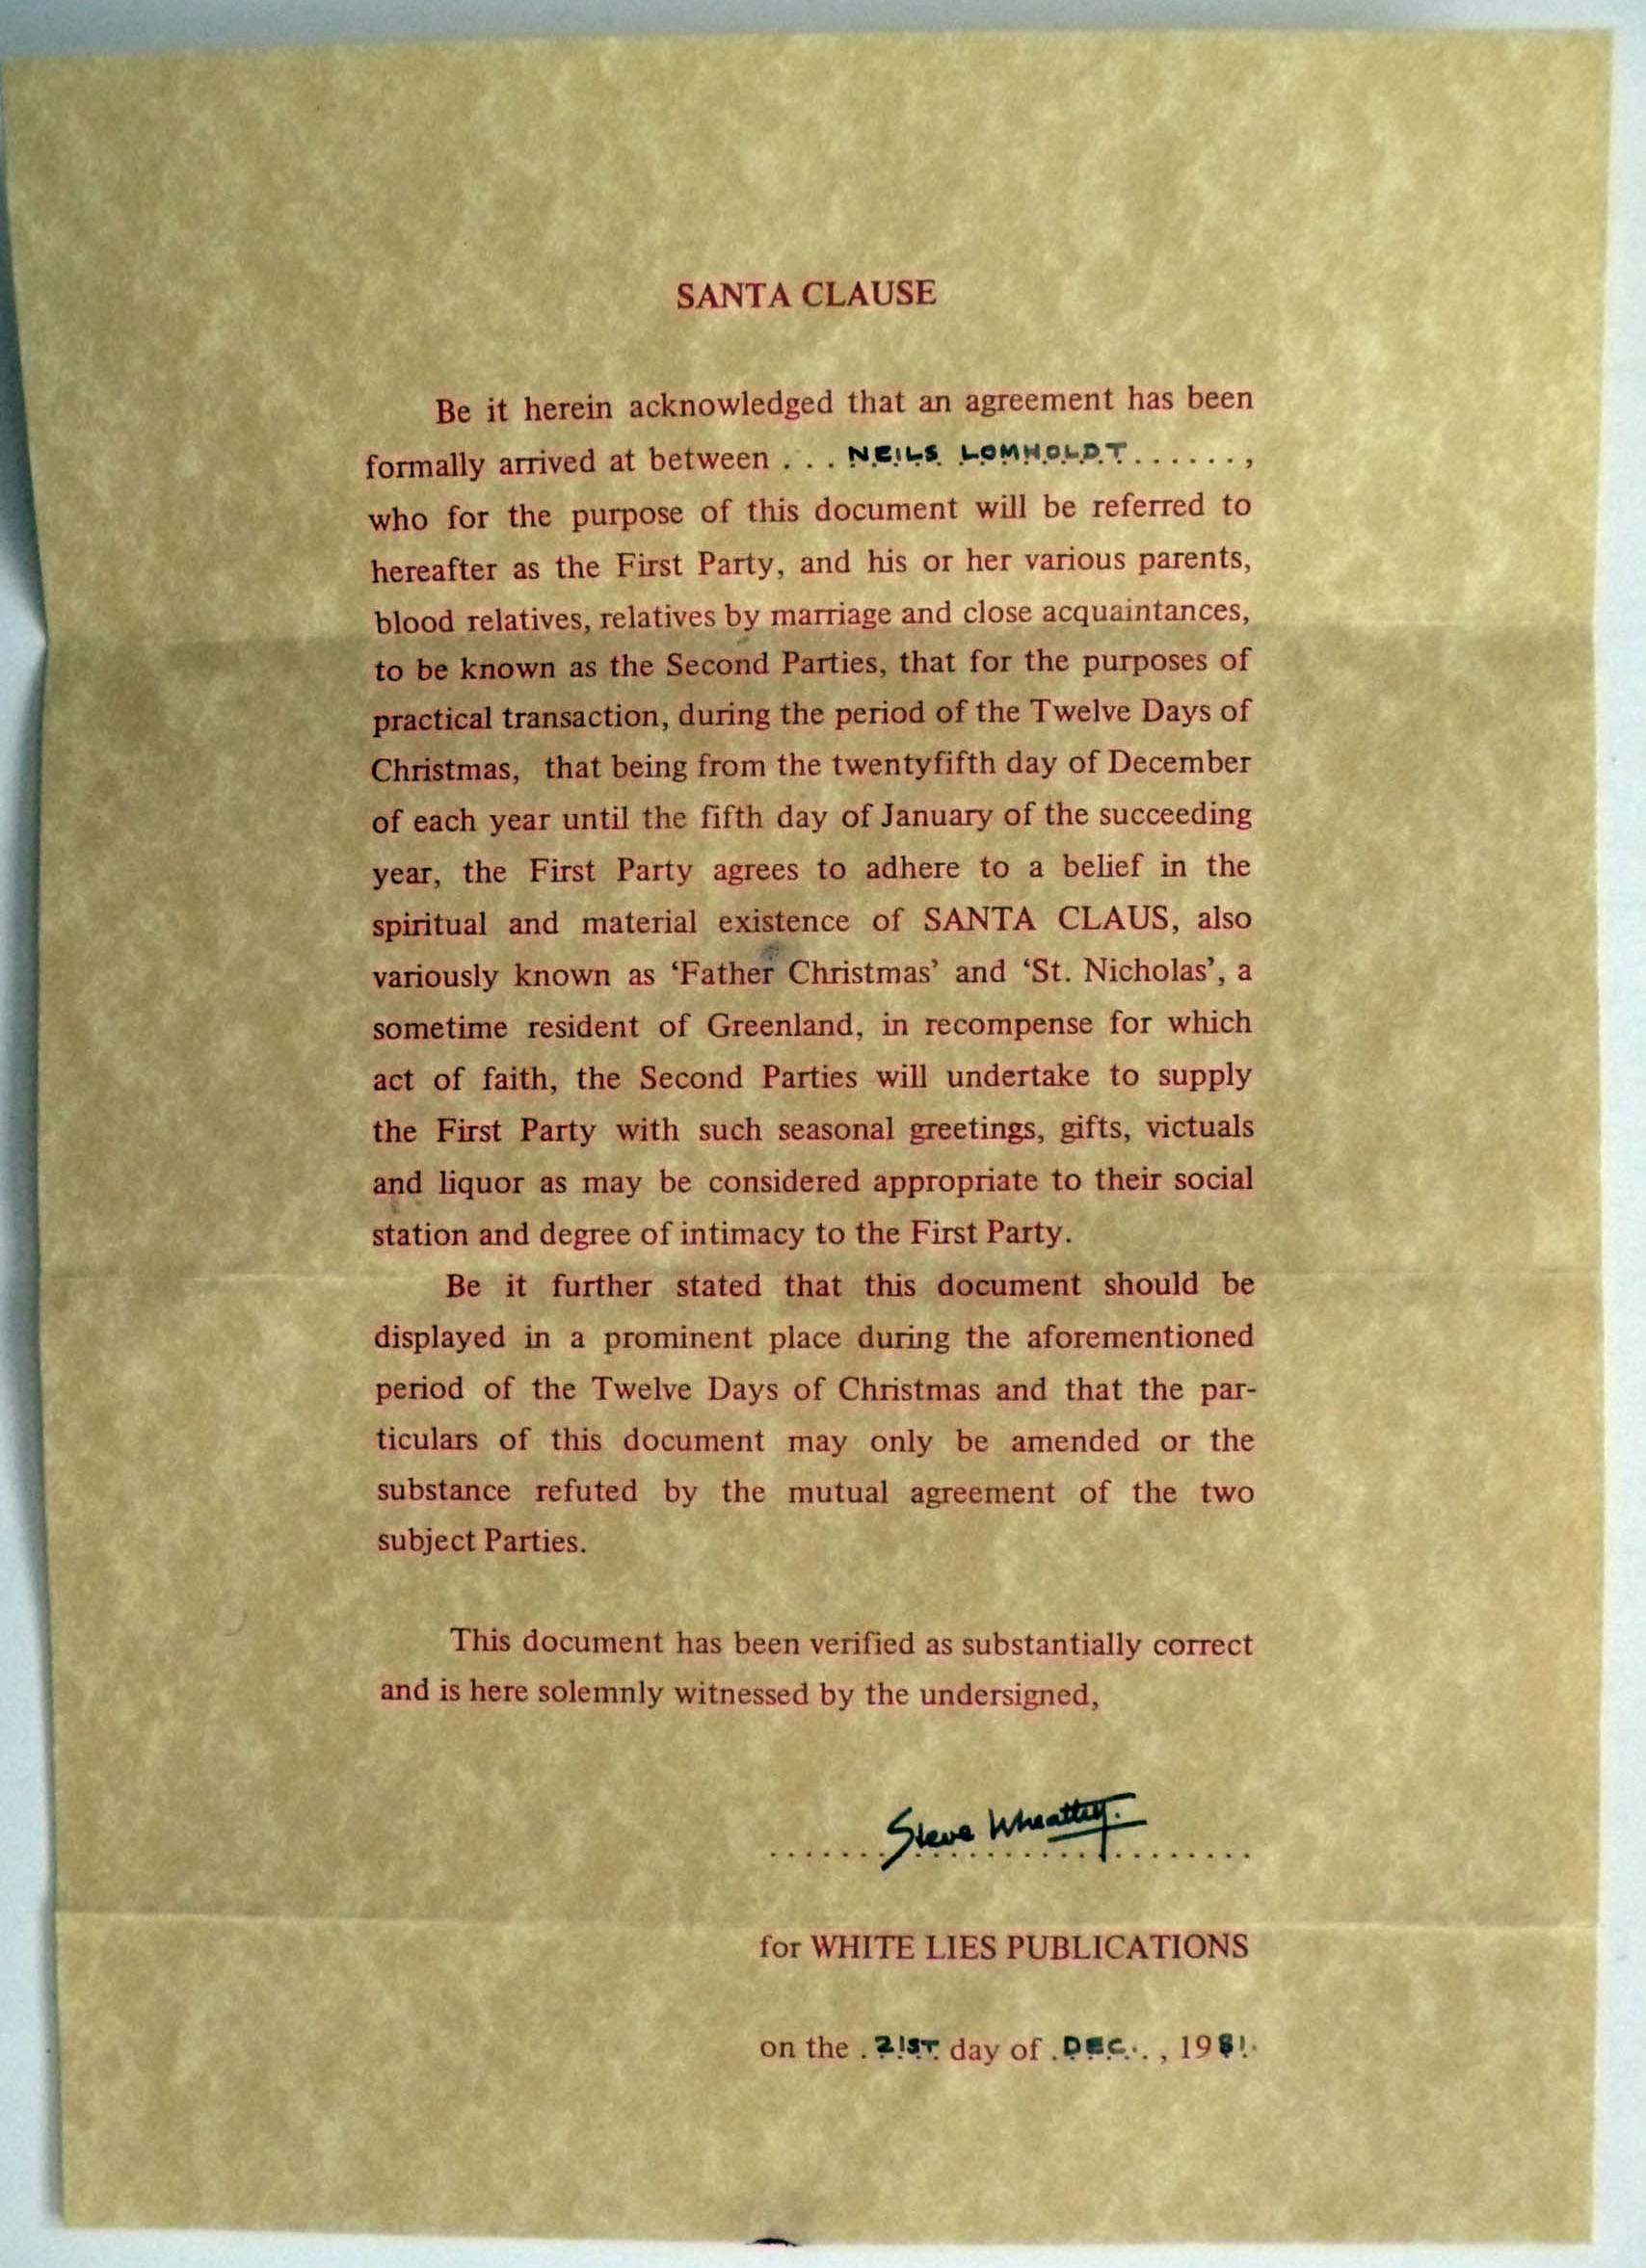 SANTA CLAUSE
Be it herein acknowledged that an agreement has been
formally arrived at between . . . NEILS LOMHOLDT . . . . . . ,
who for the purpose of this document will be referred to
hereafter as the First Party, and his or her various parents,
blood relatives, relatives by marriage and close acquaintances,
to be known as the Second Parties, that for the purposes of
practical transaction, during the period of the Twelve Days of
Christmas, that being from the twentyfifth day of December
of each year until the fifth day of January of the succeeding
year, the First Party agrees to adhere to a belief in the
spiritual and material existence of SANTA CLAUS, also
variously known as ‘Father Christmas’ and ‘St. Nicholas’, a
sometime resident of Greenland, in recompense for which
act of faith, the Second Parties will undertake to supply
the First Party with such seasonal greetings, gifts, victuals
and liquor as may be considered appropriate to their social
station and degree of intimacy to the First Party.
Be it further stated that this document should be
displayed in a prominent place during the aforementioned
period of the Twelve Days of Christmas and that the par-
ticulars of this document may only be amended or the
substance refuted by the mutual agreement of the two
subject Parties.
This document has been verified as substantially correct
and is here solemnly witnessed by the undersigned,
Steve Wheatley.
for WHITE LIES PUBLICATIONS
on the . 21ST day of . DEC. . , 1981.